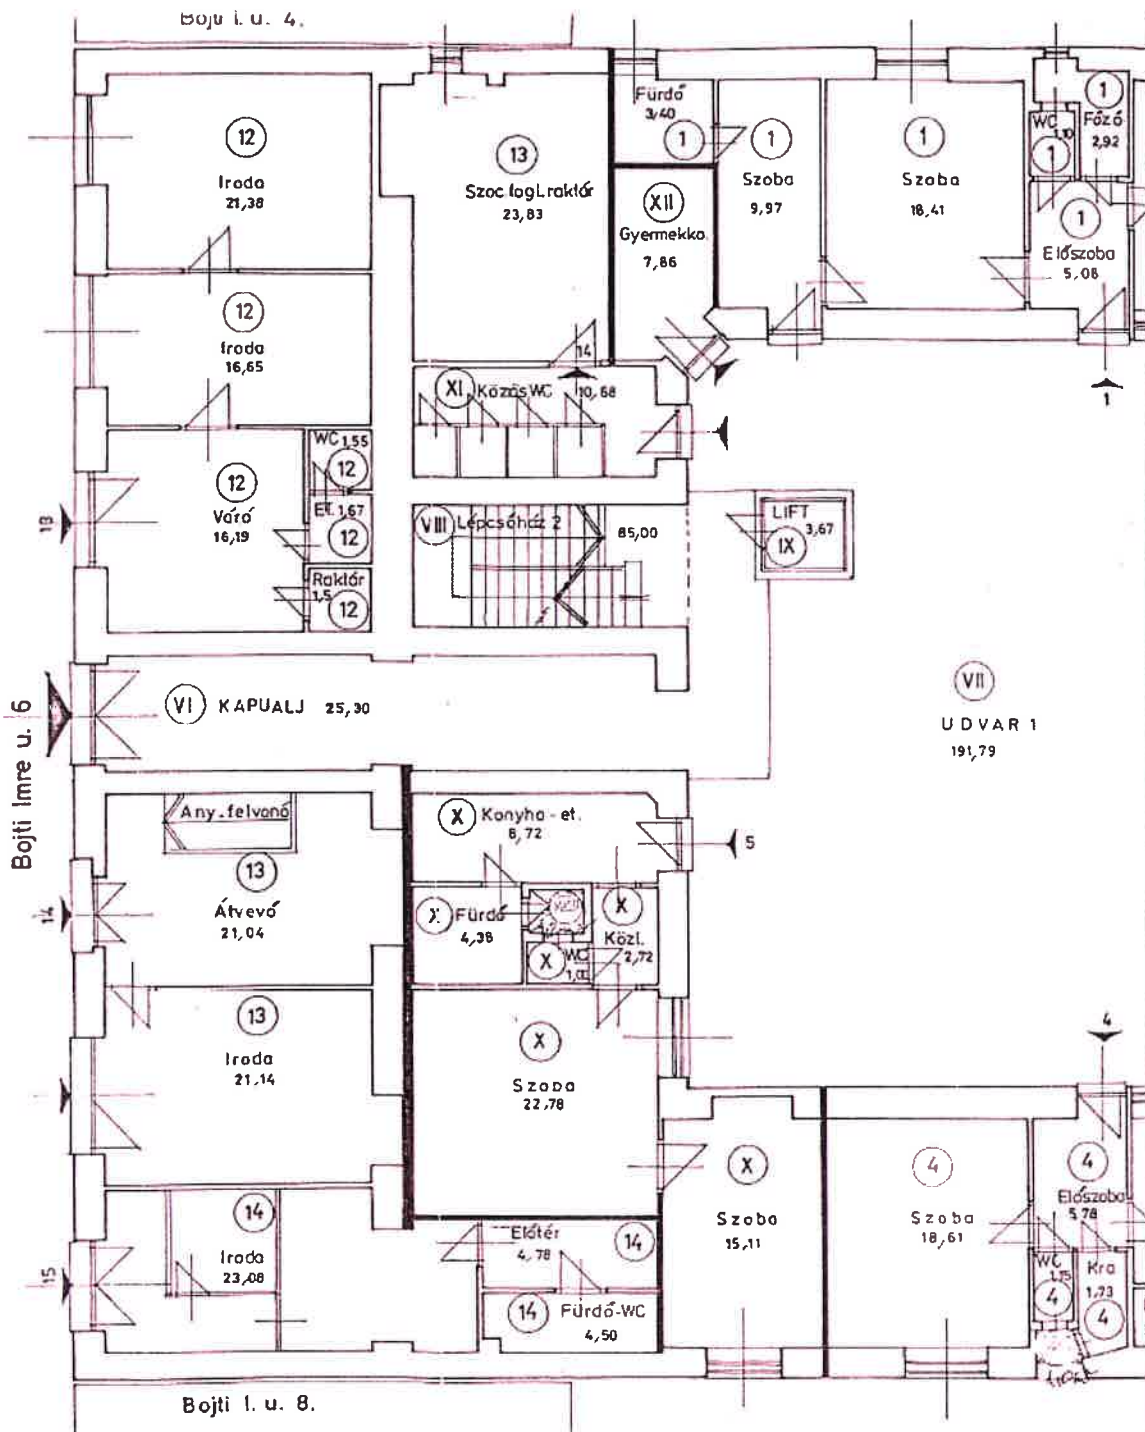 Bojti I. u. 4.
12
Iroda
21,38
13
Szoc.fogl.raktár
23,83
Fürdő
3,40
1
XII
Gyermekko.
7,86
1
Szoba
9,97
1
Szoba
18,41
WC
1,10
1
1
Főző
2,92
1
Előszoba
5,08
1
12
Iroda
16,65
14
XI
Közös WC
10,68
WC 1,55
12
12
Váró
16,19
Et. 1,67
12
Raktár
1,5
12
VIII
Lépcsőház 2
85,00
LIFT
3,67
IX
VI
KAPUALJ 25,30
VII
UDVAR 1
191,79
Bojti Imre u. 6
Any.felvonó
13
Átvevő
21,04
14
X
Konyha-et.
8,72
5
X
Fürdő
4,38
X
Közl.
2,72
X
WC
13
Iroda
21,14
X
Szoba
22,78
4
14
Iroda
23,08
15
Előtér
4,78
14
14
Fürdő-WC
4,50
X
Szoba
15,11
4
Szoba
18,61
4
Előszoba
5,78
WC
1,15
4
Kra
1,73
4
Bojti I. u. 8.